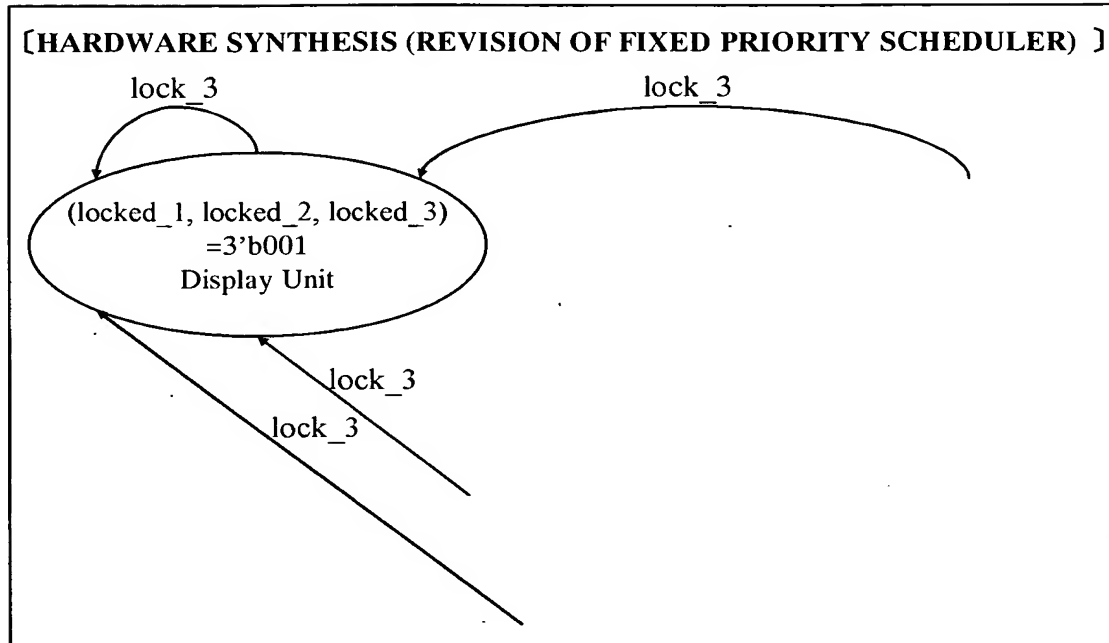 〔HARDWARE SYNTHESIS (REVISION OF FIXED PRIORITY SCHEDULER) 〕
lock_3
lock_3
(locked_1, locked_2, locked_3)
=3’b001
Display Unit
lock_3
lock_3